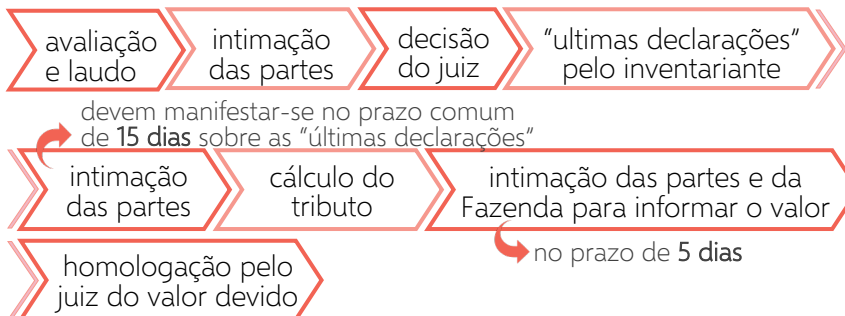 avaliação
e laudo
intimação
das partes
decisão
do juiz
"ultimas declarações"
pelo inventariante
devem manifestar-se no prazo comum
de 15 dias sobre as "últimas declarações"
intimação
das partes
cálculo do
tributo
intimação das partes e da
Fazenda para informar o valor
no prazo de 5 dias
homologação pelo
juiz do valor devido